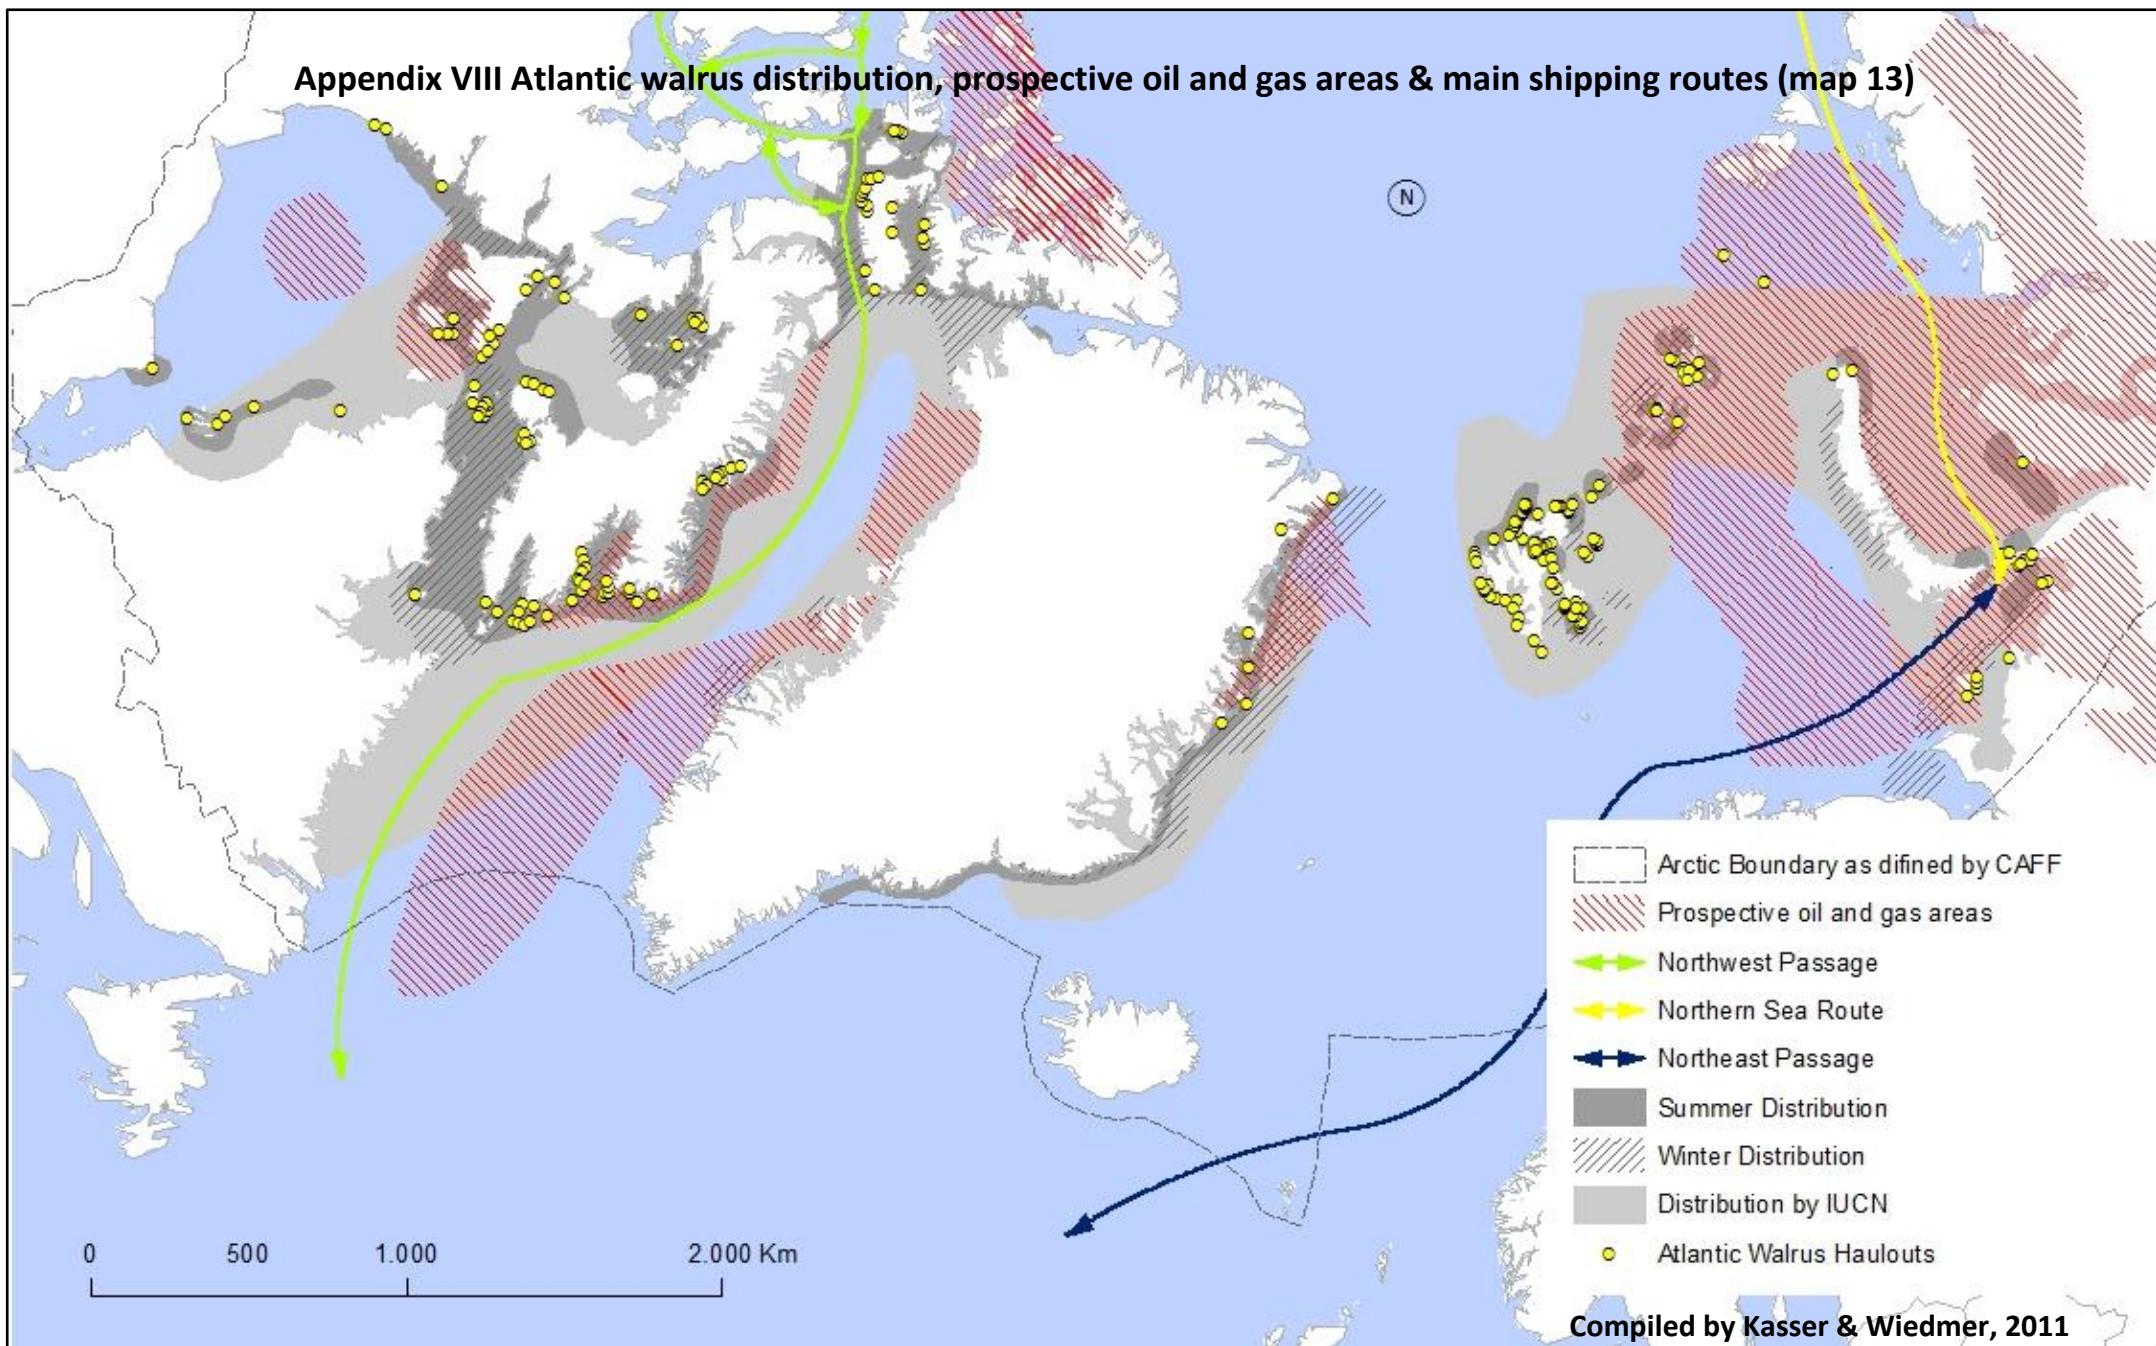 Appendix VIII Atlantic walrus distribution, prospective oil and gas areas & main shipping routes (map 13)
N
Arctic Boundary as difined by CAFF
Prospective oil and gas areas
Northwest Passage
Northern Sea Route
Northeast Passage
Summer Distribution
Winter Distribution
Distribution by IUCN
Atlantic Walrus Haulouts
0 500 1.000 2.000 Km
Compiled by Kasser & Wiedmer, 2011